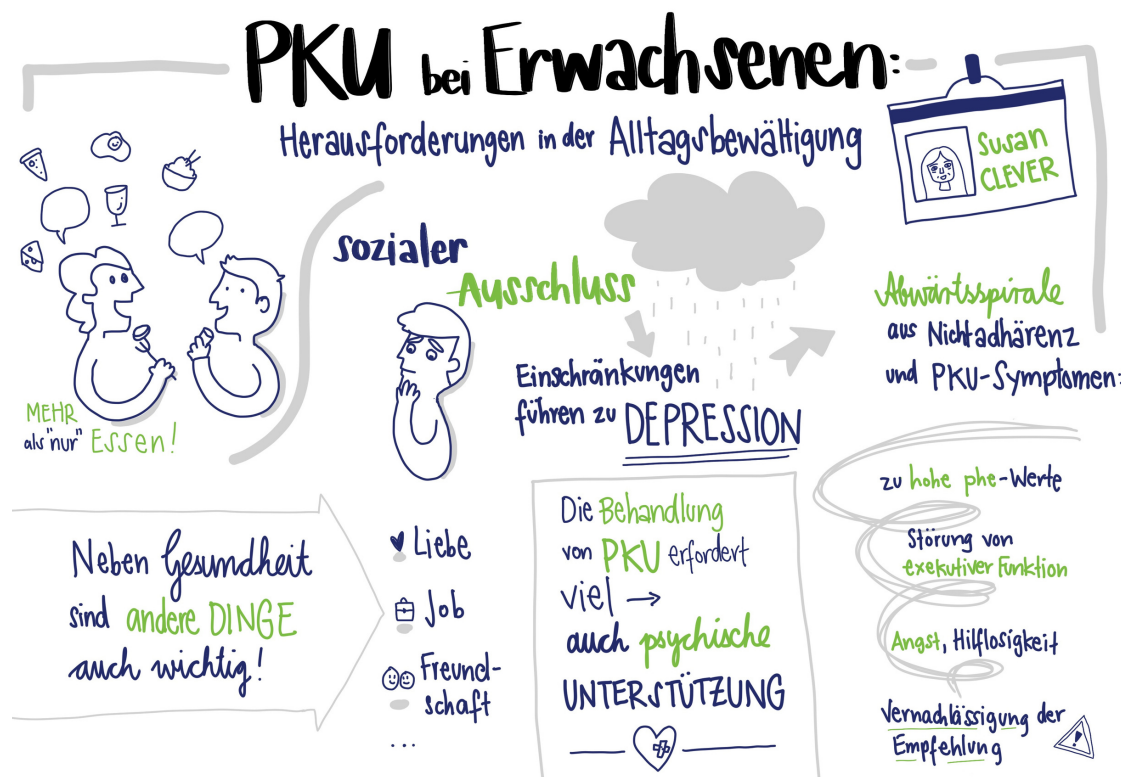 PKU bei Erwachsenen:
Herausforderungen in der Alltagsbewältigung
Susan
CLEVER
MEHR
als "nur" Essen!
sozialer
Ausschluss
Einschränkungen
führen zu DEPRESSION
Abwärtsspirale
aus Nichtadhärenz
und PKU-Symptomen:
zu hohe phe-Werte
Störung von
exekutiver Funktion
Angst, Hilflosigkeit
Vernachlässigung der
Empfehlung
Neben Gesundheit
sind andere DINGE
auch wichtig!
Liebe
Job
Freund-
schaft
...
Die Behandlung
von PKU erfordert
viel →
auch psychische
UNTERSTÜTZUNG